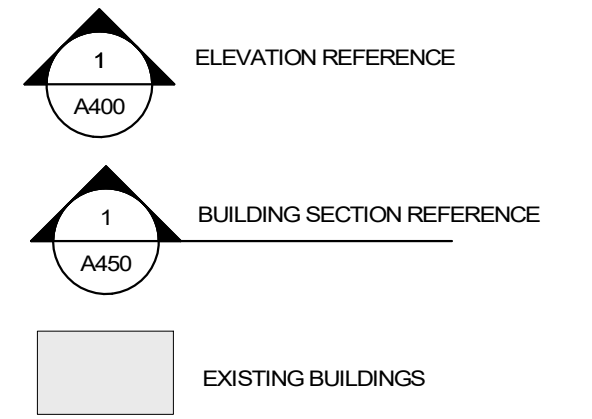 1
A400
ELEVATION REFERENCE
1
A450
BUILDING SECTION REFERENCE
EXISTING BUILDINGS